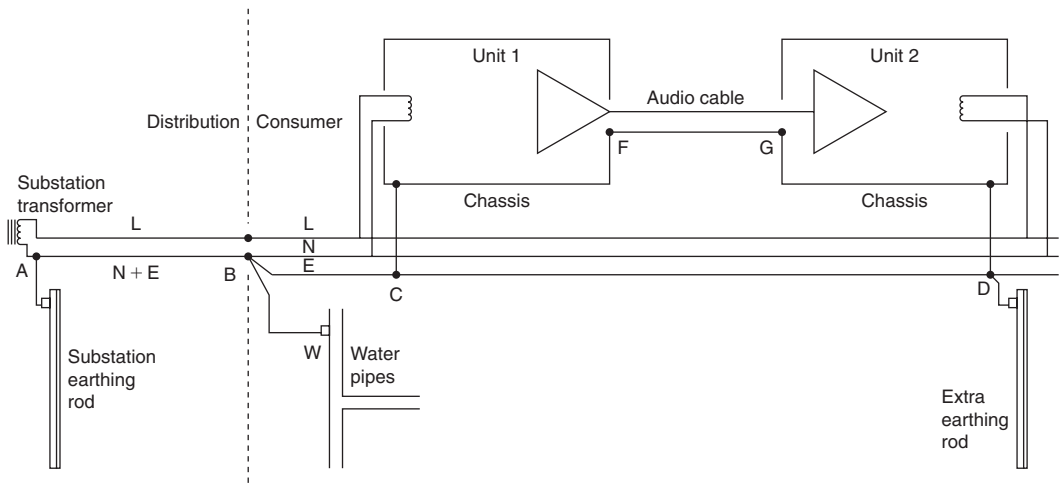 Unit 1
Unit 2
Audio cable
Distribution
Consumer
F
G
Substation
transformer
Chassis
Chassis
L
L
N
A
N + E
B
E
C
D
W
Water
pipes
Substation
earthing
rod
Extra
earthing
rod